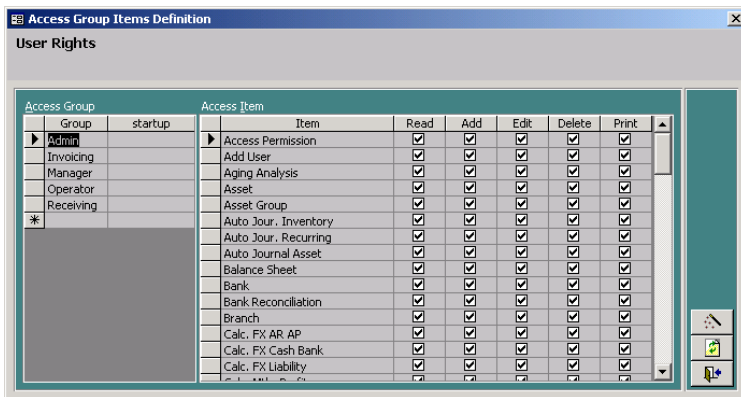 Access Group Items Definition
User Rights
Access Group
Access Item
Group startup
Admin
Invoicing
Manager
Operator
Receiving
Item Read Add Edit Delete Print
Access Permission
Add User
Aging Analysis
Asset
Asset Group
Auto Jour. Inventory
Auto Jour. Recurring
Auto Journal Asset
Balance Sheet
Bank
Bank Reconciliation
Branch
Calc. FX AR AP
Calc. FX Cash Bank
Calc. FX Liability